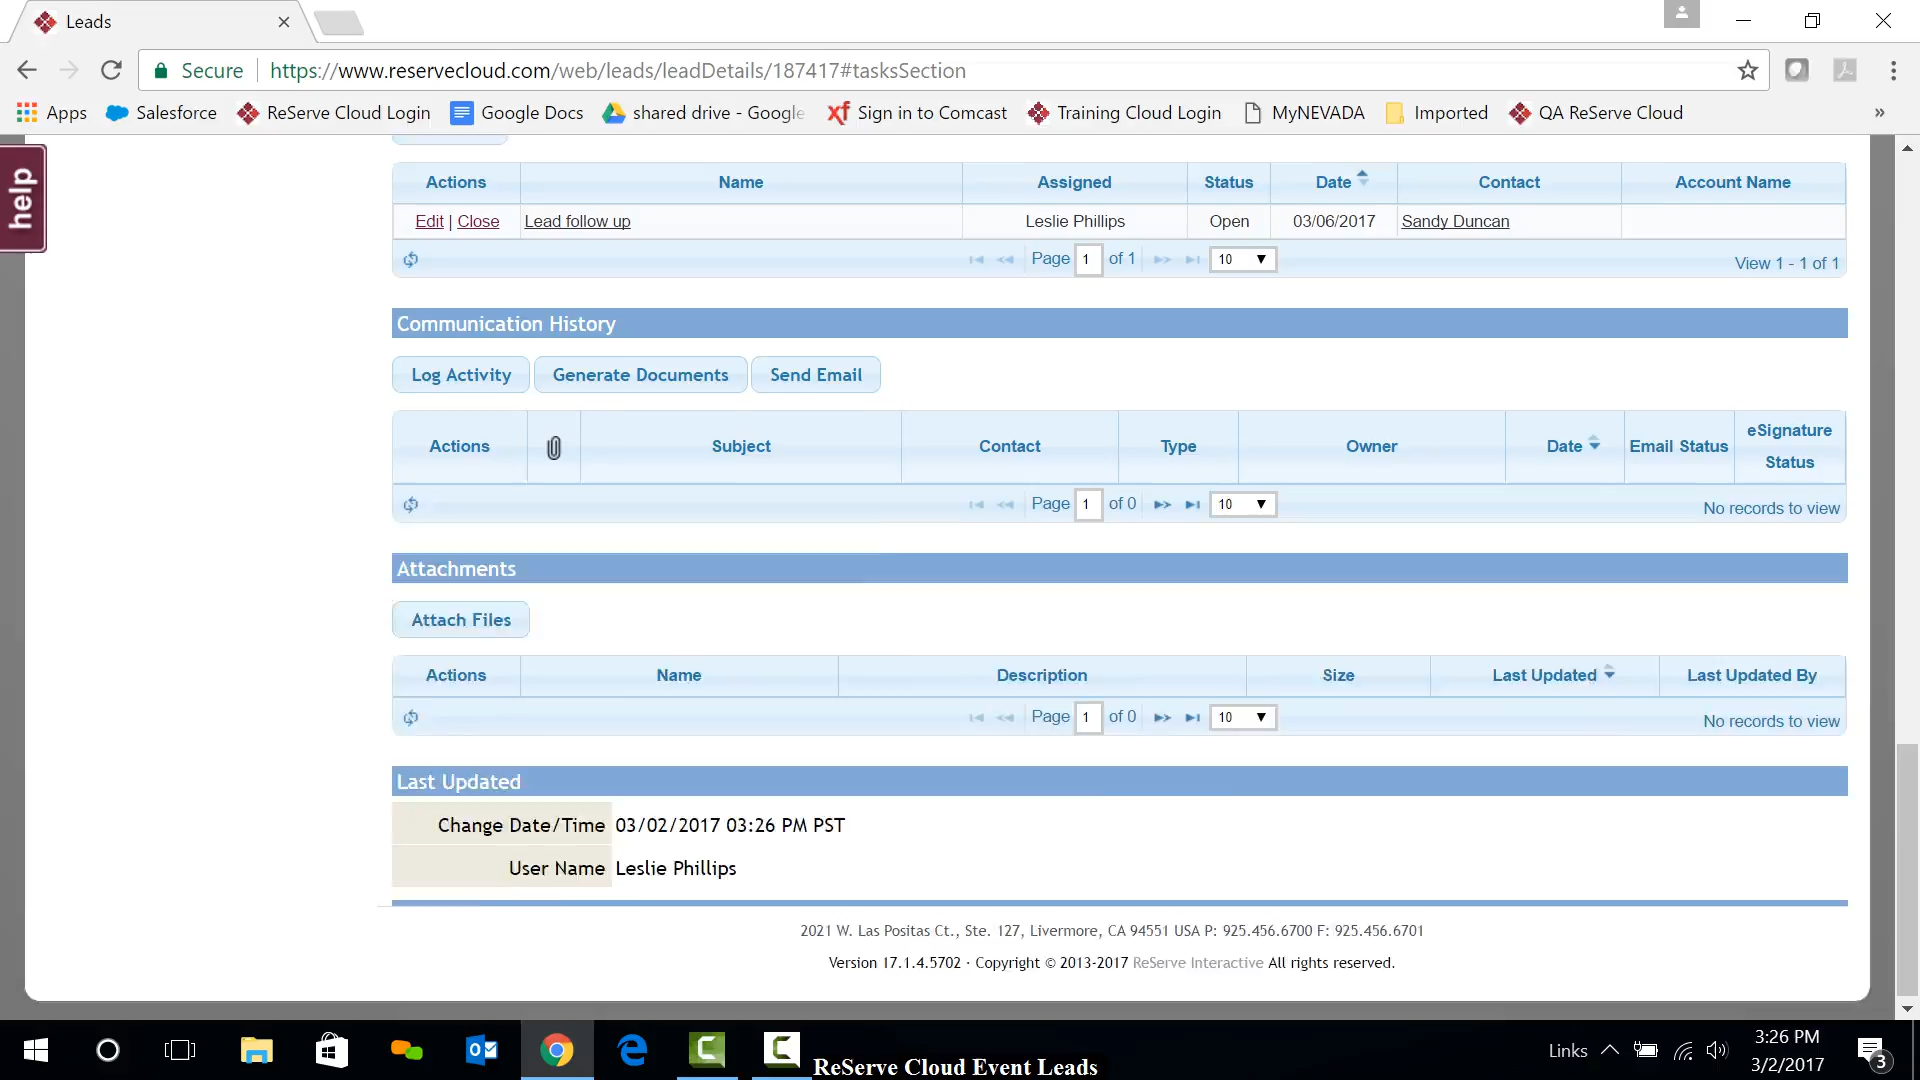 Leads
Secure https://www.reservecloud.com/web/leads/leadDetails/187417#tasksSection
Apps Salesforce ReServe Cloud Login Google Docs shared drive - Google Sign in to Comcast Training Cloud Login MyNEVADA Imported QA ReServe Cloud »
help
Actions Name Assigned Status Date Contact Account Name
Edit | Close Lead follow up Leslie Phillips Open 03/06/2017 Sandy Duncan
Page 1 of 1 10 View 1 - 1 of 1
Communication History
Log Activity Generate Documents Send Email
Actions Subject Contact Type Owner Date Email Status eSignature Status
Page 1 of 0 10 No records to view
Attachments
Attach Files
Actions Name Description Size Last Updated Last Updated By
Page 1 of 0 10 No records to view
Last Updated
Change Date/Time 03/02/2017 03:26 PM PST
User Name Leslie Phillips
2021 W. Las Positas Ct., Ste. 127, Livermore, CA 94551 USA P: 925.456.6700 F: 925.456.6701
Version 17.1.4.5702 · Copyright © 2013-2017 ReServe Interactive All rights reserved.
Links 3:26 PM
3/2/2017 3
ReServe Cloud Event Leads